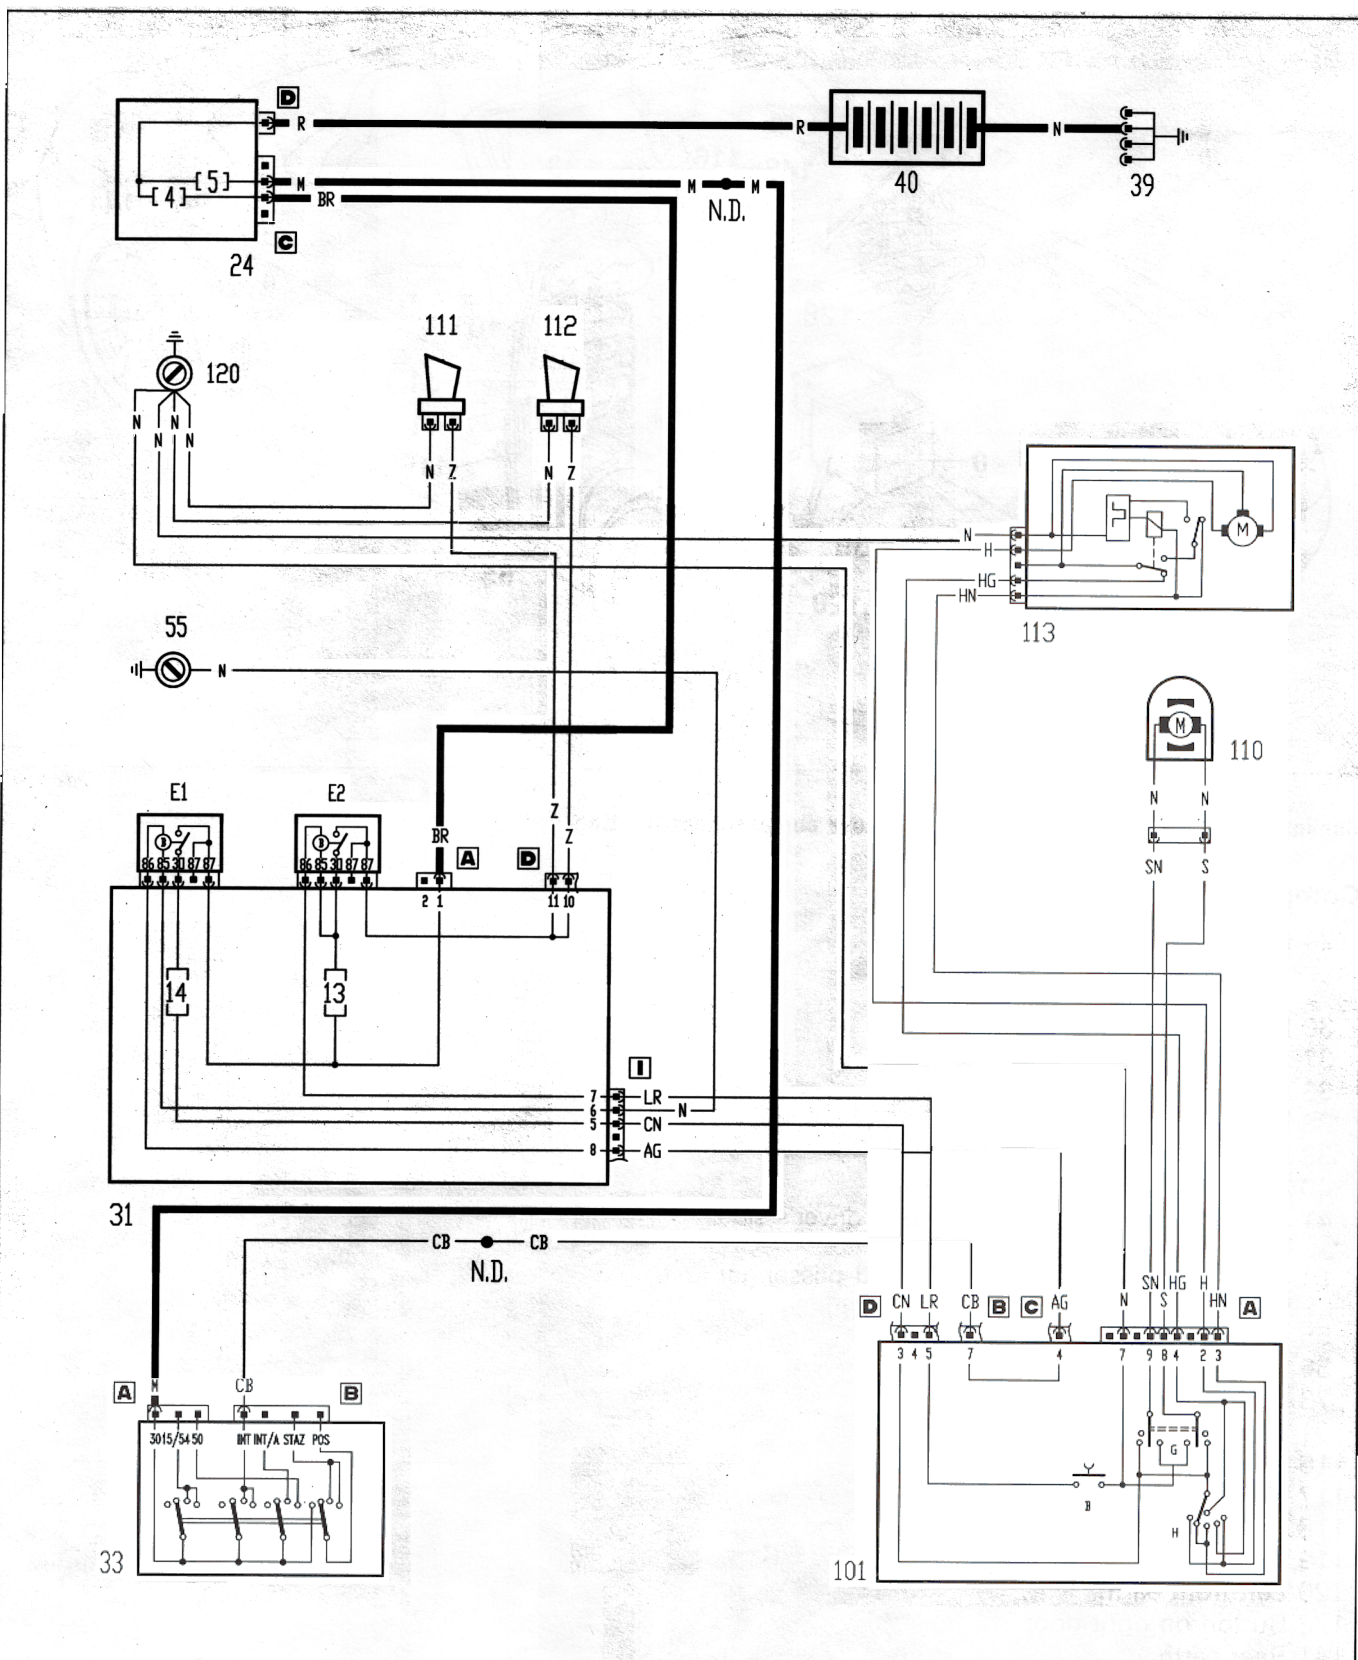 D
R
R
N
5
M
M
M
4
BR
N.D.
40
39
C
24
111
112
120
N
N
N
N
N
Z
N
Z
N
H
HG
HN
M
113
55
N
M
110
N
N
E1
E2
Z
Z
BR
A
D
SN
S
B
B
86 85 30 87 87
86 85 30 87 87
2 1
11 10
14
13
I
7
LR
6
N
5
CN
8
AG
31
CB
CB
N.D.
SN HG H
D CN LR CB B C AG N S HN A
3 4 5 7 4 7 9 8 4 2 3
A M CB B
30 15/54 50 INT INT/A STAZ POS
G
B
H
33
101